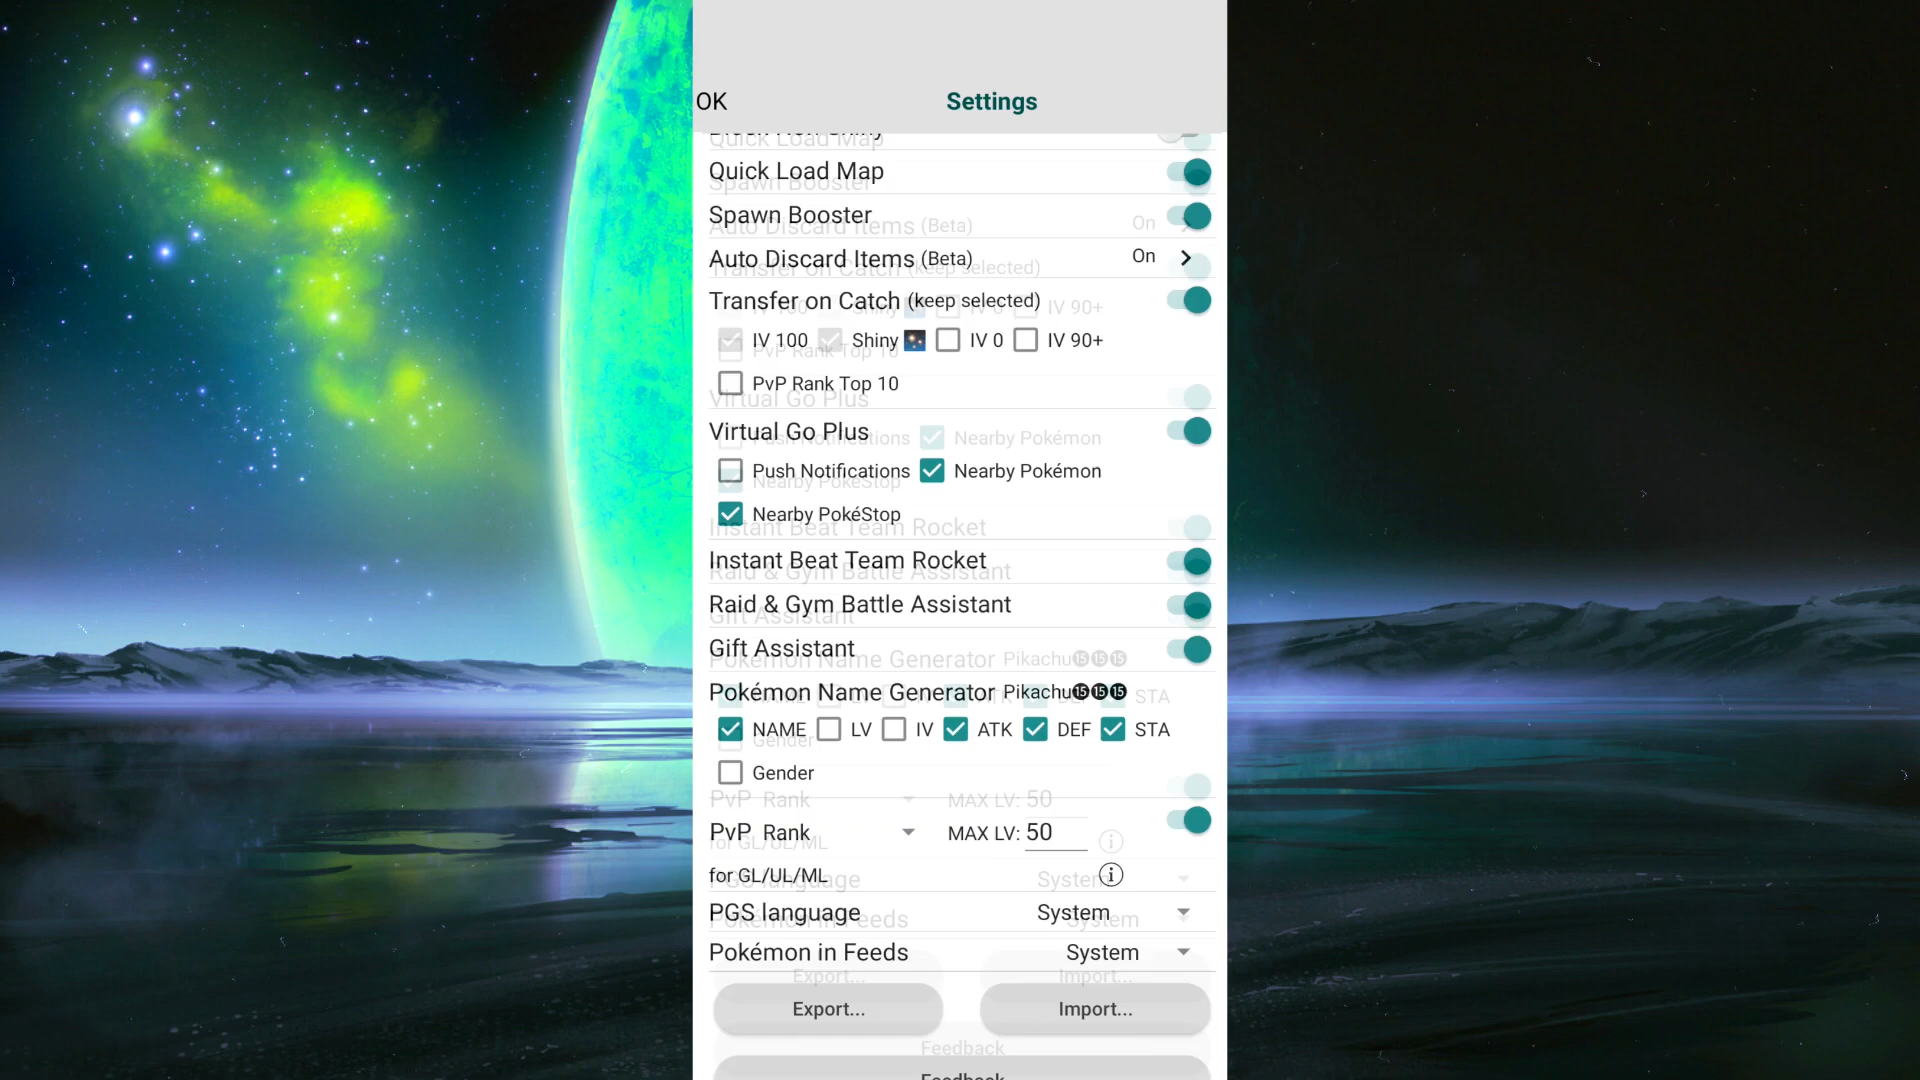 OK Settings
Quick Load Map
Spawn Booster
Auto Discard Items (Beta) On
Transfer on Catch (keep selected)
IV 100 Shiny IV 0 IV 90+
PvP Rank Top 10
Virtual Go Plus
Push Notifications Nearby Pokémon
Nearby PokéStop
Instant Beat Team Rocket
Raid & Gym Battle Assistant
Gift Assistant
Pokémon Name Generator Pikachu⓯⓯⓯
NAME LV IV ATK DEF STA
Gender
PvP Rank MAX LV: 50
for GL/UL/ML
PGS language System
Pokémon in Feeds System
Export... Import...
Feedback